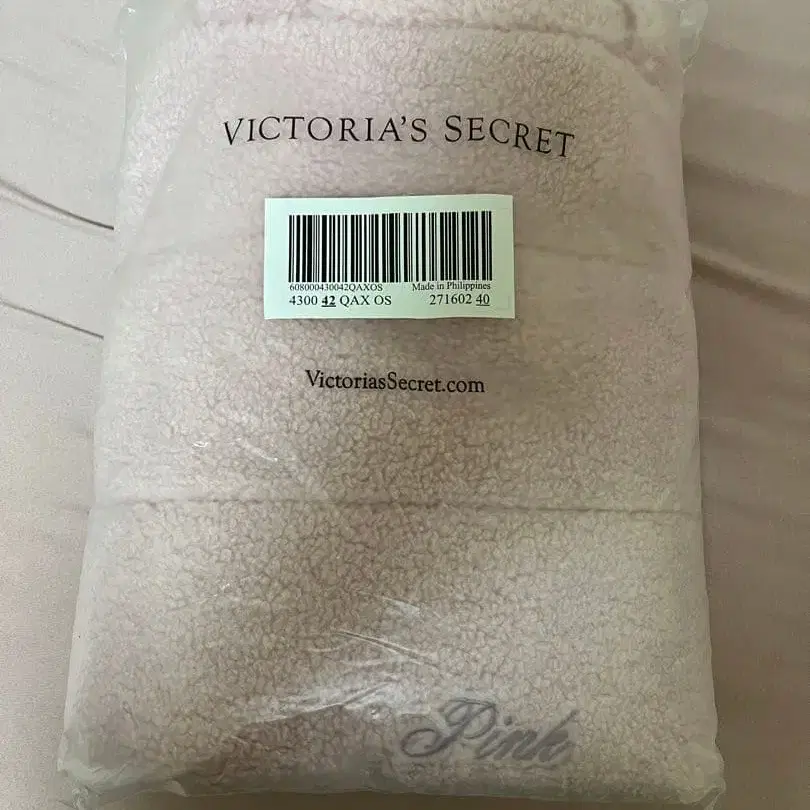 VICTORIA'S SECRET
608000430042QAXOS Made in Philippines
4300 42 QAX OS 271602 40
VictoriasSecret.com
Pink